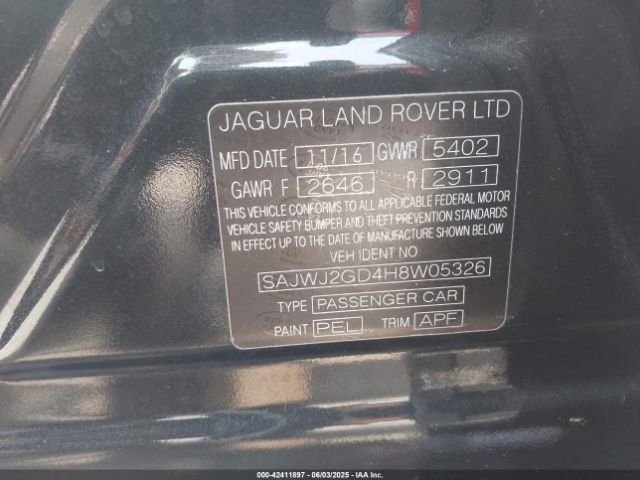 JAGUAR LAND ROVER LTD
MFD DATE 11/16 GVWR 5402
GAWR F 2646 R 2911
THIS VEHICLE CONFORMS TO ALL APPLICABLE FEDERAL MOTOR
VEHICLE SAFETY BUMPER AND THEFT PREVENTION STANDARDS
IN EFFECT UP TO THE DATE OF MANUFACTURE SHOWN BELOW
VEH IDENT NO
SAJWJ2GD4H8W05326
TYPE PASSENGER CAR
PAINT PEL TRIM APF
000-42411897 06/03/2025 IAAI.COM